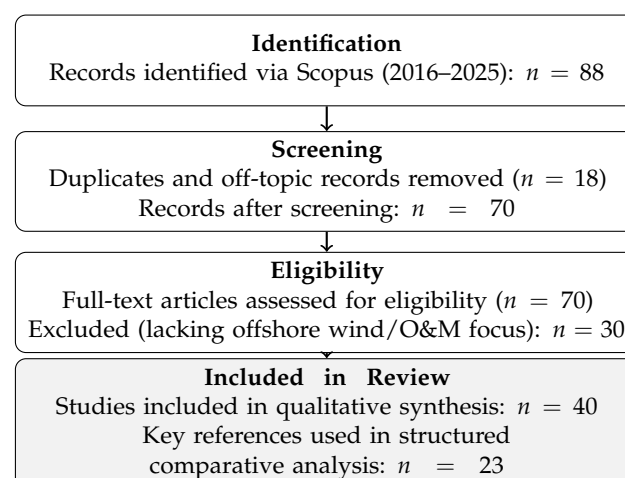 Identification
Records identified via Scopus (2016–2025): n = 88
Screening
Duplicates and off-topic records removed (n = 18)
Records after screening: n = 70
Eligibility
Full-text articles assessed for eligibility (n = 70)
Excluded (lacking offshore wind/O&M focus): n = 30
Included in Review
Studies included in qualitative synthesis: n = 40
Key references used in structured
comparative analysis: n = 23